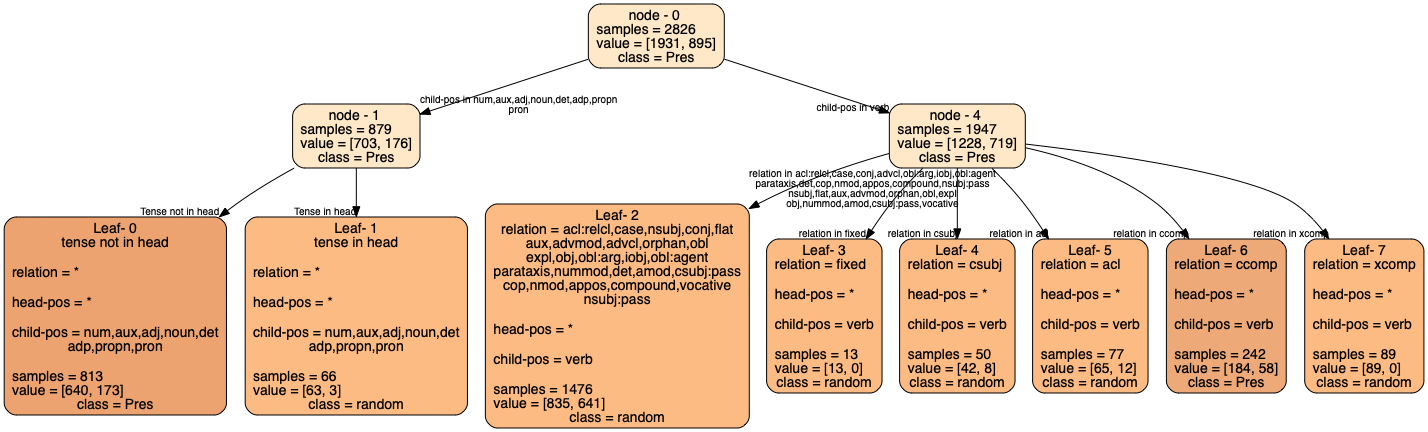 node - 0
samples = 2826
value = [1931, 895]
class = Pres
child-pos in num,aux,adj,noun,det,adp,propn
pron
child-pos in verb
node - 1
samples = 879
value = [703, 176]
class = Pres
node - 4
samples = 1947
value = [1228, 719]
class = Pres
Tense not in head
Tense in head
relation in acl:relcl,case,conj,advcl,obl:arg,iobj,obl:agent
parataxis,det,cop,nmod,appos,compound,nsubj:pass
nsubj,flat,aux,advmod,orphan,obl,expl
obj,nummod,amod,csubj:pass,vocative
relation in fixed
relation in csubj
relation in acl
relation in ccomp
relation in xcomp
Leaf- 0
tense not in head
relation = *
head-pos = *
child-pos = num,aux,adj,noun,det
adp,propn,pron
samples = 813
value = [640, 173]
class = Pres
Leaf- 1
tense in head
relation = *
head-pos = *
child-pos = num,aux,adj,noun,det
adp,propn,pron
samples = 66
value = [63, 3]
class = random
Leaf- 2
relation = acl:relcl,case,nsubj,conj,flat
aux,advmod,advcl,orphan,obl
expl,obj,obl:arg,iobj,obl:agent
parataxis,nummod,det,amod,csubj:pass
cop,nmod,appos,compound,vocative
nsubj:pass
head-pos = *
child-pos = verb
samples = 1476
value = [835, 641]
class = random
Leaf- 3
relation = fixed
head-pos = *
child-pos = verb
samples = 13
value = [13, 0]
class = random
Leaf- 4
relation = csubj
head-pos = *
child-pos = verb
samples = 50
value = [42, 8]
class = random
Leaf- 5
relation = acl
head-pos = *
child-pos = verb
samples = 77
value = [65, 12]
class = random
Leaf- 6
relation = ccomp
head-pos = *
child-pos = verb
samples = 242
value = [184, 58]
class = Pres
Leaf- 7
relation = xcomp
head-pos = *
child-pos = verb
samples = 89
value = [89, 0]
class = random